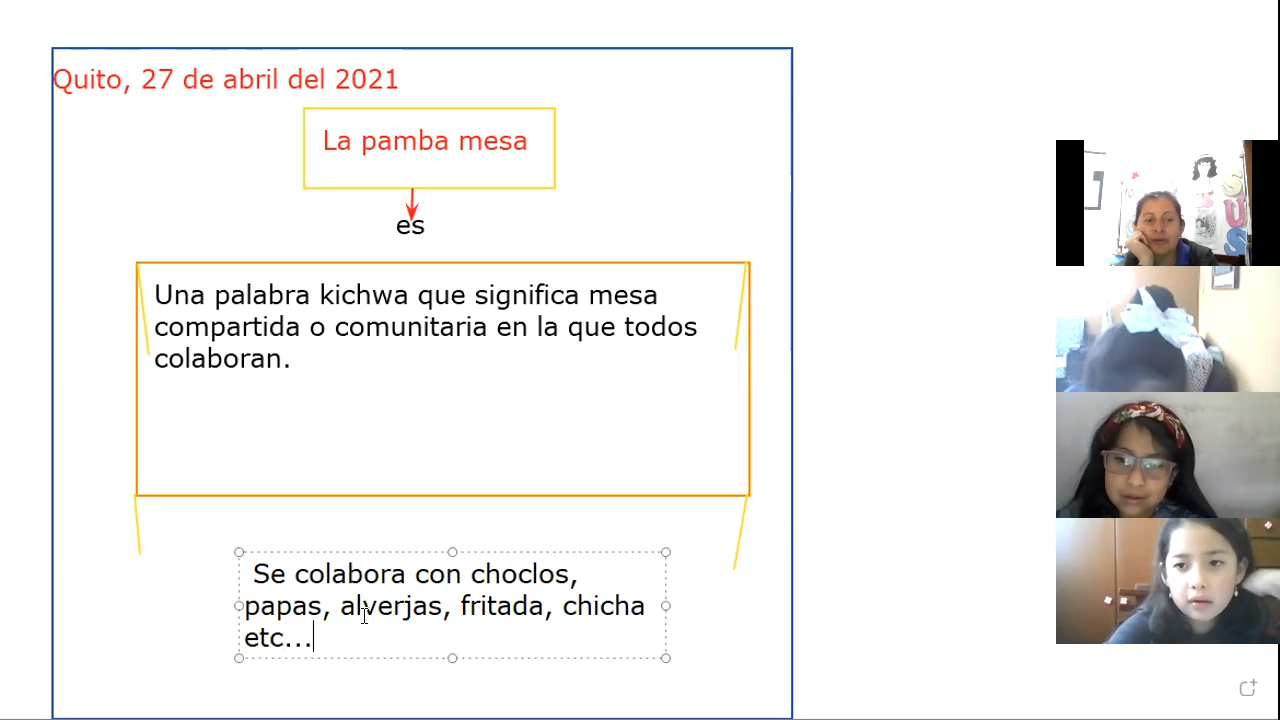 Quito, 27 de abril del 2021
La pamba mesa
es
Una palabra kichwa que significa mesa
compartida o comunitaria en la que todos
colaboran.
Se colabora con choclos,
papas, alverjas, fritada, chicha
etc...
SUS